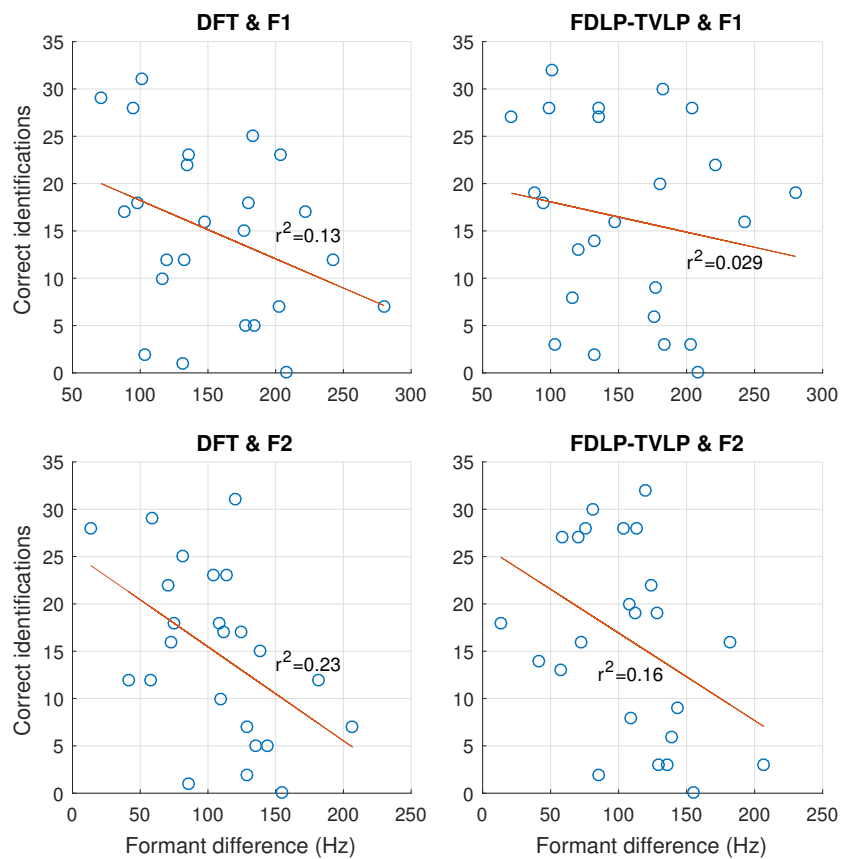 DFT & F1
35
30
25
20
15
10
5
0
Correct identifications
r²=0.13
50 100 150 200 250 300
FDLP-TVLP & F1
35
30
25
20
15
10
5
0
r²=0.029
50 100 150 200 250 300
DFT & F2
35
30
25
20
15
10
5
0
Correct identifications
r²=0.23
0 50 100 150 200 250
Formant difference (Hz)
FDLP-TVLP & F2
35
30
25
20
15
10
5
0
r²=0.16
0 50 100 150 200 250
Formant difference (Hz)